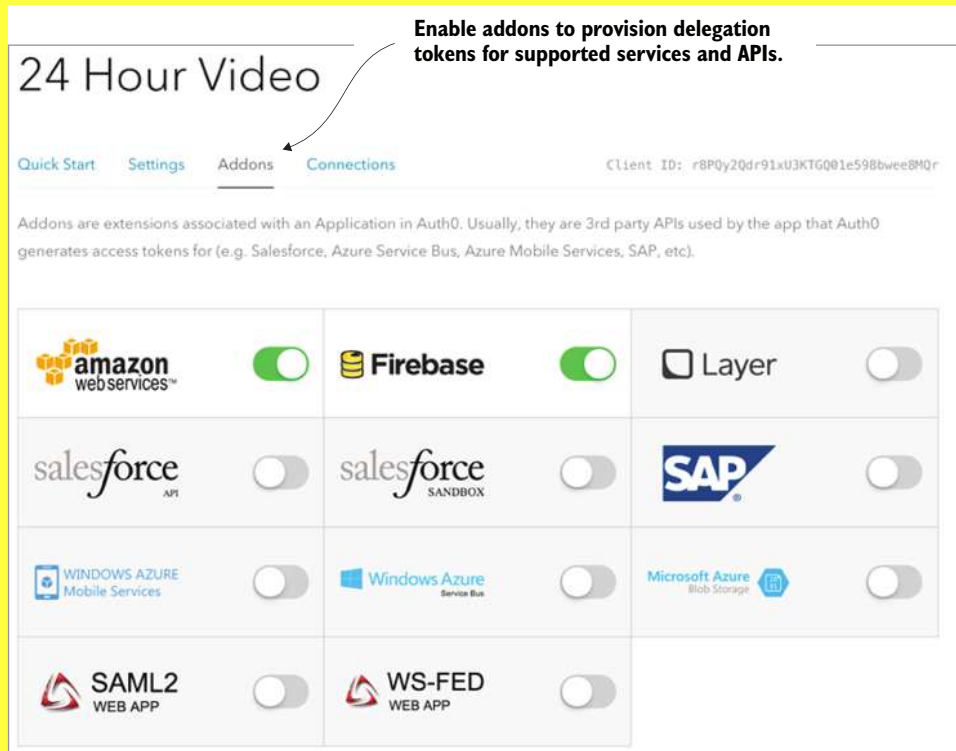 Enable addons to provision delegation
tokens for supported services and APIs.
24 Hour Video
Quick Start Settings Addons Connections
Client ID: r8PQy2Qdr91xU3KTGQ01e598bwee8MQr
Addons are extensions associated with an Application in Auth0. Usually, they are 3rd party APIs used by the app that Auth0
generates access tokens for (e.g. Salesforce, Azure Service Bus, Azure Mobile Services, SAP, etc).
amazon
webservices™
Firebase
Layer
salesforce
API
salesforce
SANDBOX
SAP®
WINDOWS AZURE
Mobile Services
Windows Azure
Service Bus
Microsoft Azure
Blob Storage
SAML2
WEB APP
WS-FED
WEB APP